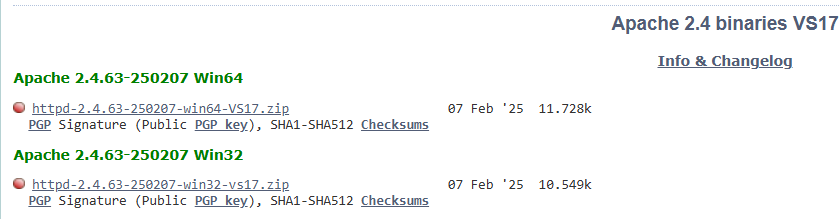 Apache 2.4 binaries VS17
Info & Changelog
Apache 2.4.63-250207 Win64
httpd-2.4.63-250207-win64-VS17.zip 07 Feb '25 11.728k
PGP Signature (Public PGP key), SHA1-SHA512 Checksums
Apache 2.4.63-250207 Win32
httpd-2.4.63-250207-win32-vs17.zip 07 Feb '25 10.549k
PGP Signature (Public PGP key), SHA1-SHA512 Checksums